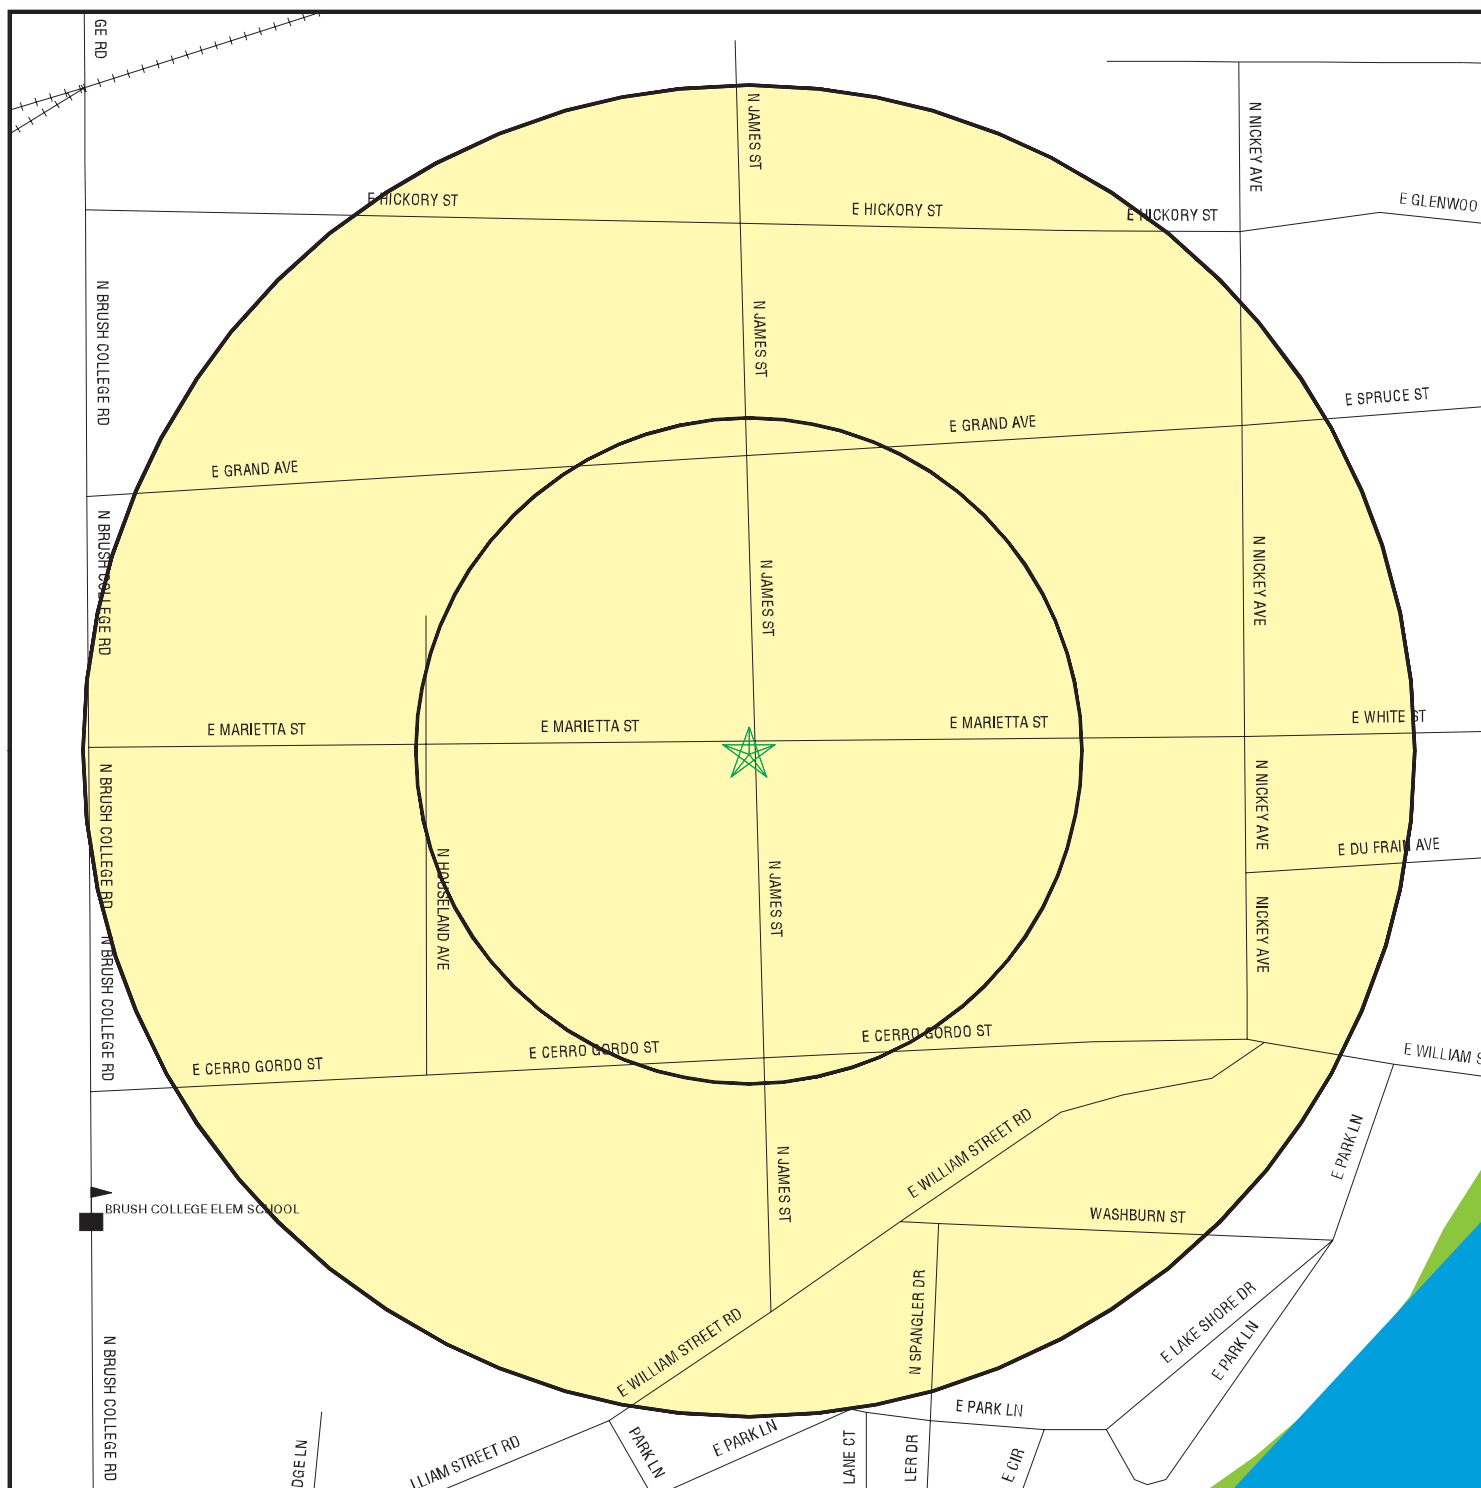 GE RD
N JAMES ST
N NICKEY AVE
E HICKORY ST
E HICKORY ST
E HICKORY ST
E GLENWOO
N BRUSH COLLEGE RD
N JAMES ST
E SPRUCE ST
E GRAND AVE
E GRAND AVE
N BRUSH COLLEGE RD
N JAMES ST
N NICKEY AVE
E MARIETTA ST
E MARIETTA ST
E MARIETTA ST
E WHITE ST
N BRUSH COLLEGE RD
N NICKEY AVE
E DU FRAIN AVE
N HOUSELAND AVE
N JAMES ST
NICKEY AVE
N BRUSH COLLEGE RD
E CERRO GORDO ST
E CERRO GORDO ST
E CERRO GORDO ST
E WILLIAM S
E WILLIAM STREET RD
E PARK LN
N JAMES ST
BRUSH COLLEGE ELEM SCHOOL
WASHBURN ST
N SPANGLER DR
E LAKE SHORE DR
E PARK LN
E WILLIAM STREET RD
N BRUSH COLLEGE RD
E PARK LN
E PARK LN
PARK LN
LLIAM STREET RD
DGE LN
LANE CT
LER DR
E CIR